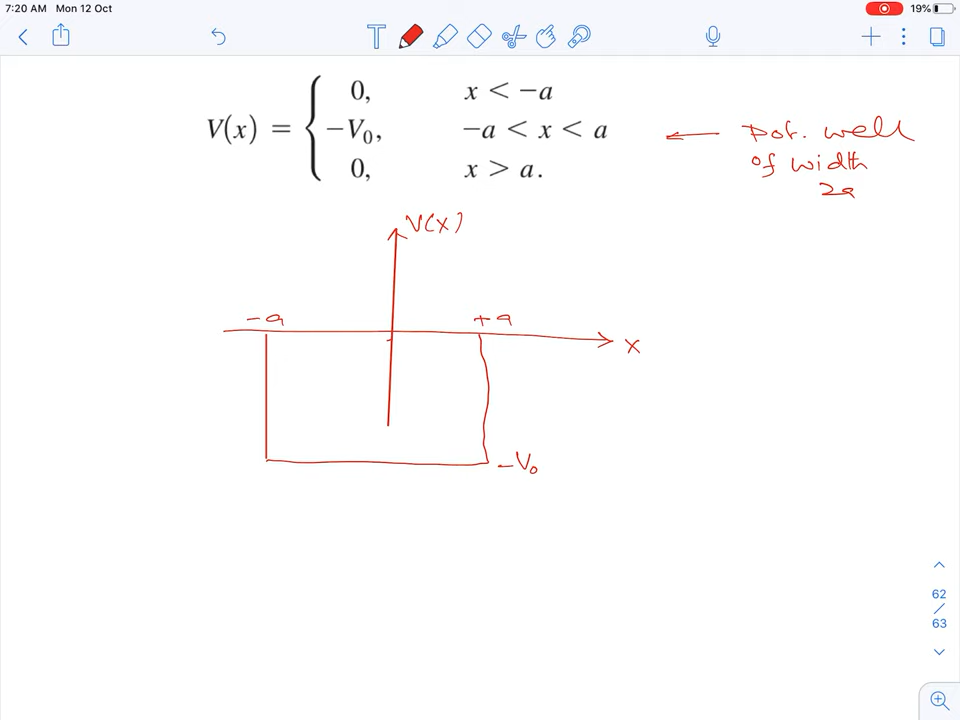 7:20 AM Mon 12 Oct
19%
T
0, x < −a
V(x) = { −V₀, −a < x < a
0, x > a.
Pot. well
of width
2a
V(x)
−a
+a
x
−V₀
62
/
63